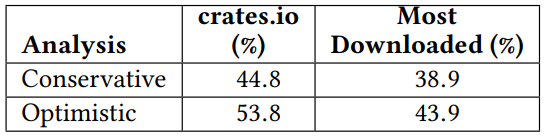 Analysis crates.io (%) Most Downloaded (%)
Conservative 44.8 38.9
Optimistic 53.8 43.9